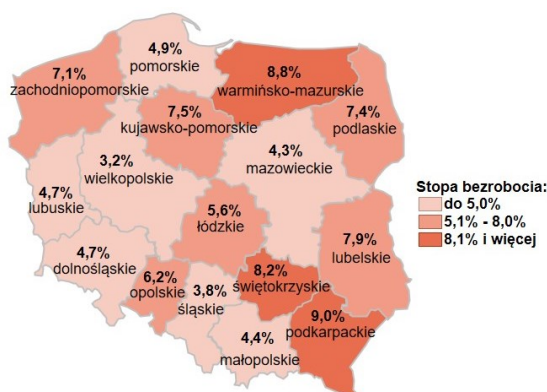 4,9%
pomorskie
7,1%
zachodniopomorskie
8,8%
warmińsko-mazurskie
7,5%
kujawsko-pomorskie
7,4%
podlaskie
3,2%
wielkopolskie
4,3%
mazowieckie
4,7%
lubuskie
5,6%
łódzkie
7,9%
lubelskie
4,7%
dolnośląskie
6,2%
opolskie
3,8%
śląskie
8,2%
świętokrzyskie
4,4%
małopolskie
9,0%
podkarpackie
Stopa bezrobocia:
do 5,0%
5,1% - 8,0%
8,1% i więcej